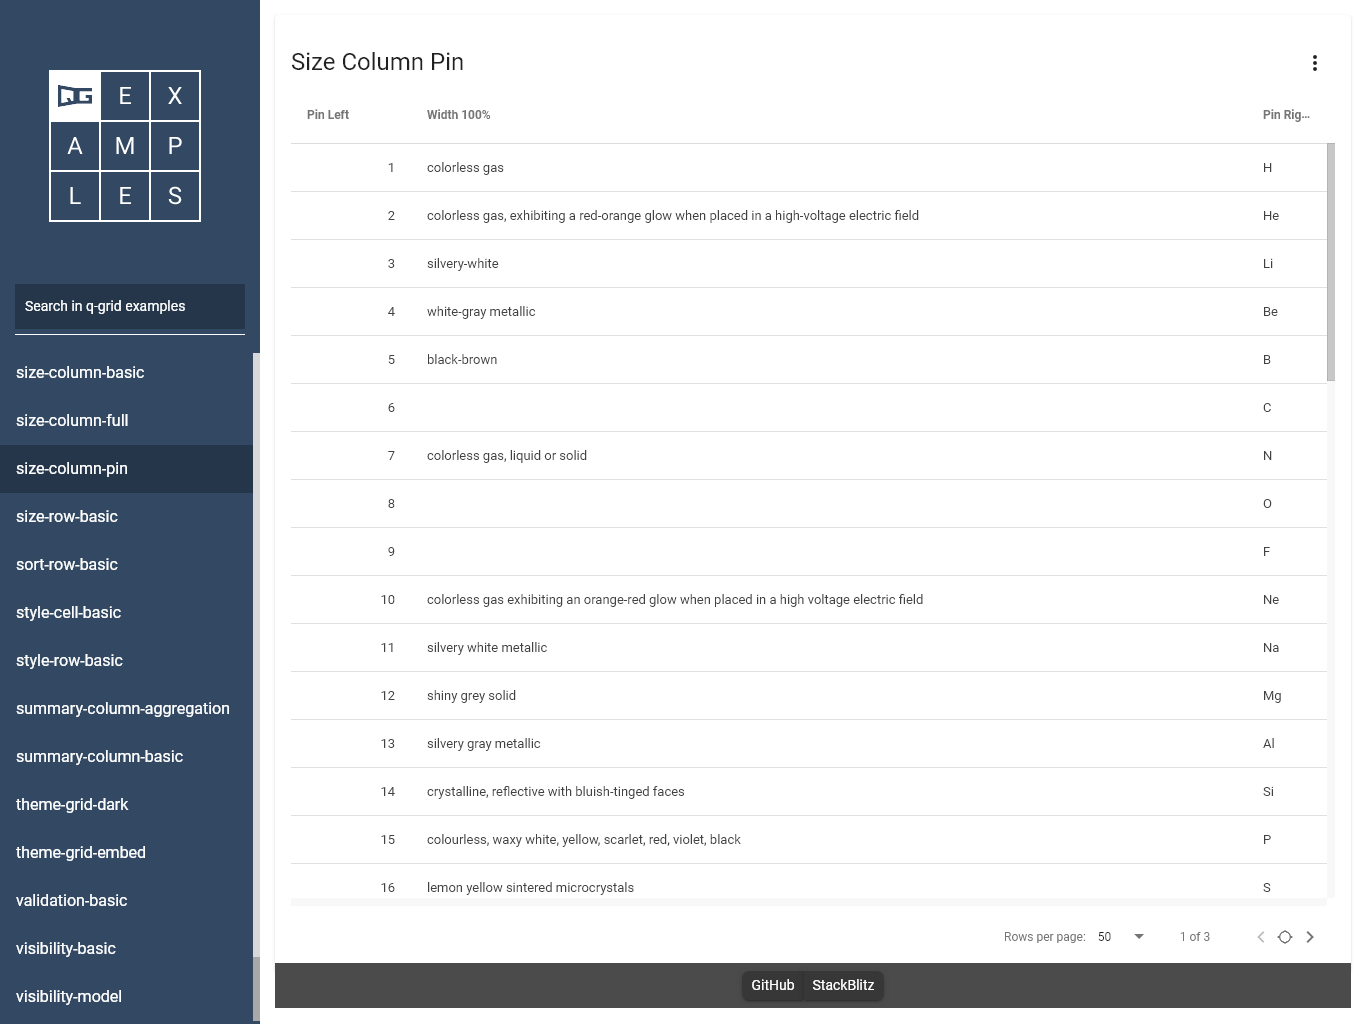 QG E X
A M P
L E S
Search in q-grid examples
size-column-basic
size-column-full
size-column-pin
size-row-basic
sort-row-basic
style-cell-basic
style-row-basic
summary-column-aggregation
summary-column-basic
theme-grid-dark
theme-grid-embed
validation-basic
visibility-basic
visibility-model
Size Column Pin
Pin Left Width 100% Pin Rig...
1 colorless gas H
2 colorless gas, exhibiting a red-orange glow when placed in a high-voltage electric field He
3 silvery-white Li
4 white-gray metallic Be
5 black-brown B
6 C
7 colorless gas, liquid or solid N
8 O
9 F
10 colorless gas exhibiting an orange-red glow when placed in a high voltage electric field Ne
11 silvery white metallic Na
12 shiny grey solid Mg
13 silvery gray metallic Al
14 crystalline, reflective with bluish-tinged faces Si
15 colourless, waxy white, yellow, scarlet, red, violet, black P
16 lemon yellow sintered microcrystals S
Rows per page: 50 1 of 3
GitHub StackBlitz